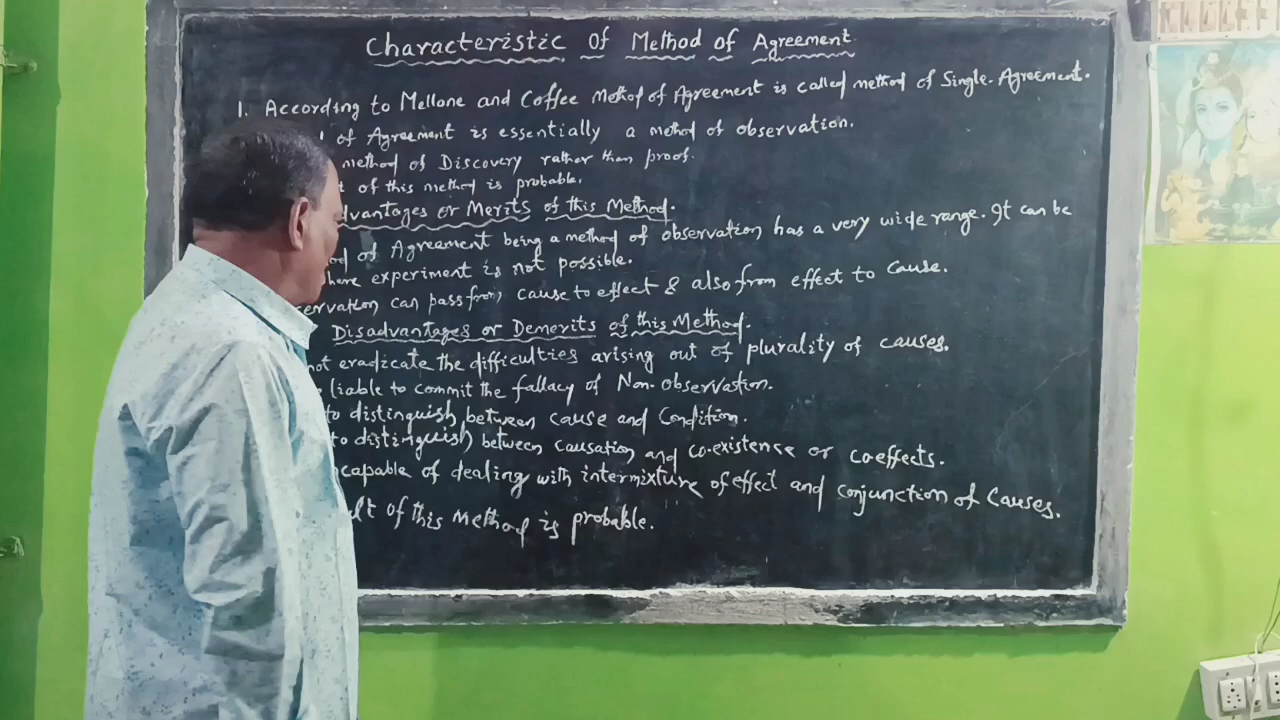 Characteristic of Method of Agreement
1. According to Mellone and Coffee Method of Agreement is called method of Single-Agreement.
of Agreement is essentially a method of observation.
method of Discovery rather than proof.
of this method is probable.
dvantages or Merits of this Method.
of Agreement being a method of observation has a very wide range. It can be
here experiment is not possible.
ervation can pass from cause to effect & also from effect to cause.
Disadvantages or Demerits of this Method.
not eradicate the difficulties arising out of plurality of causes.
liable to commit the fallacy of Non-observation.
to distinguish between cause and Condition.
to distinguish between causation and co-existence or coeffects.
ncapable of dealing with intermixture of effect and conjunction of Causes.
ult of this Method is probable.